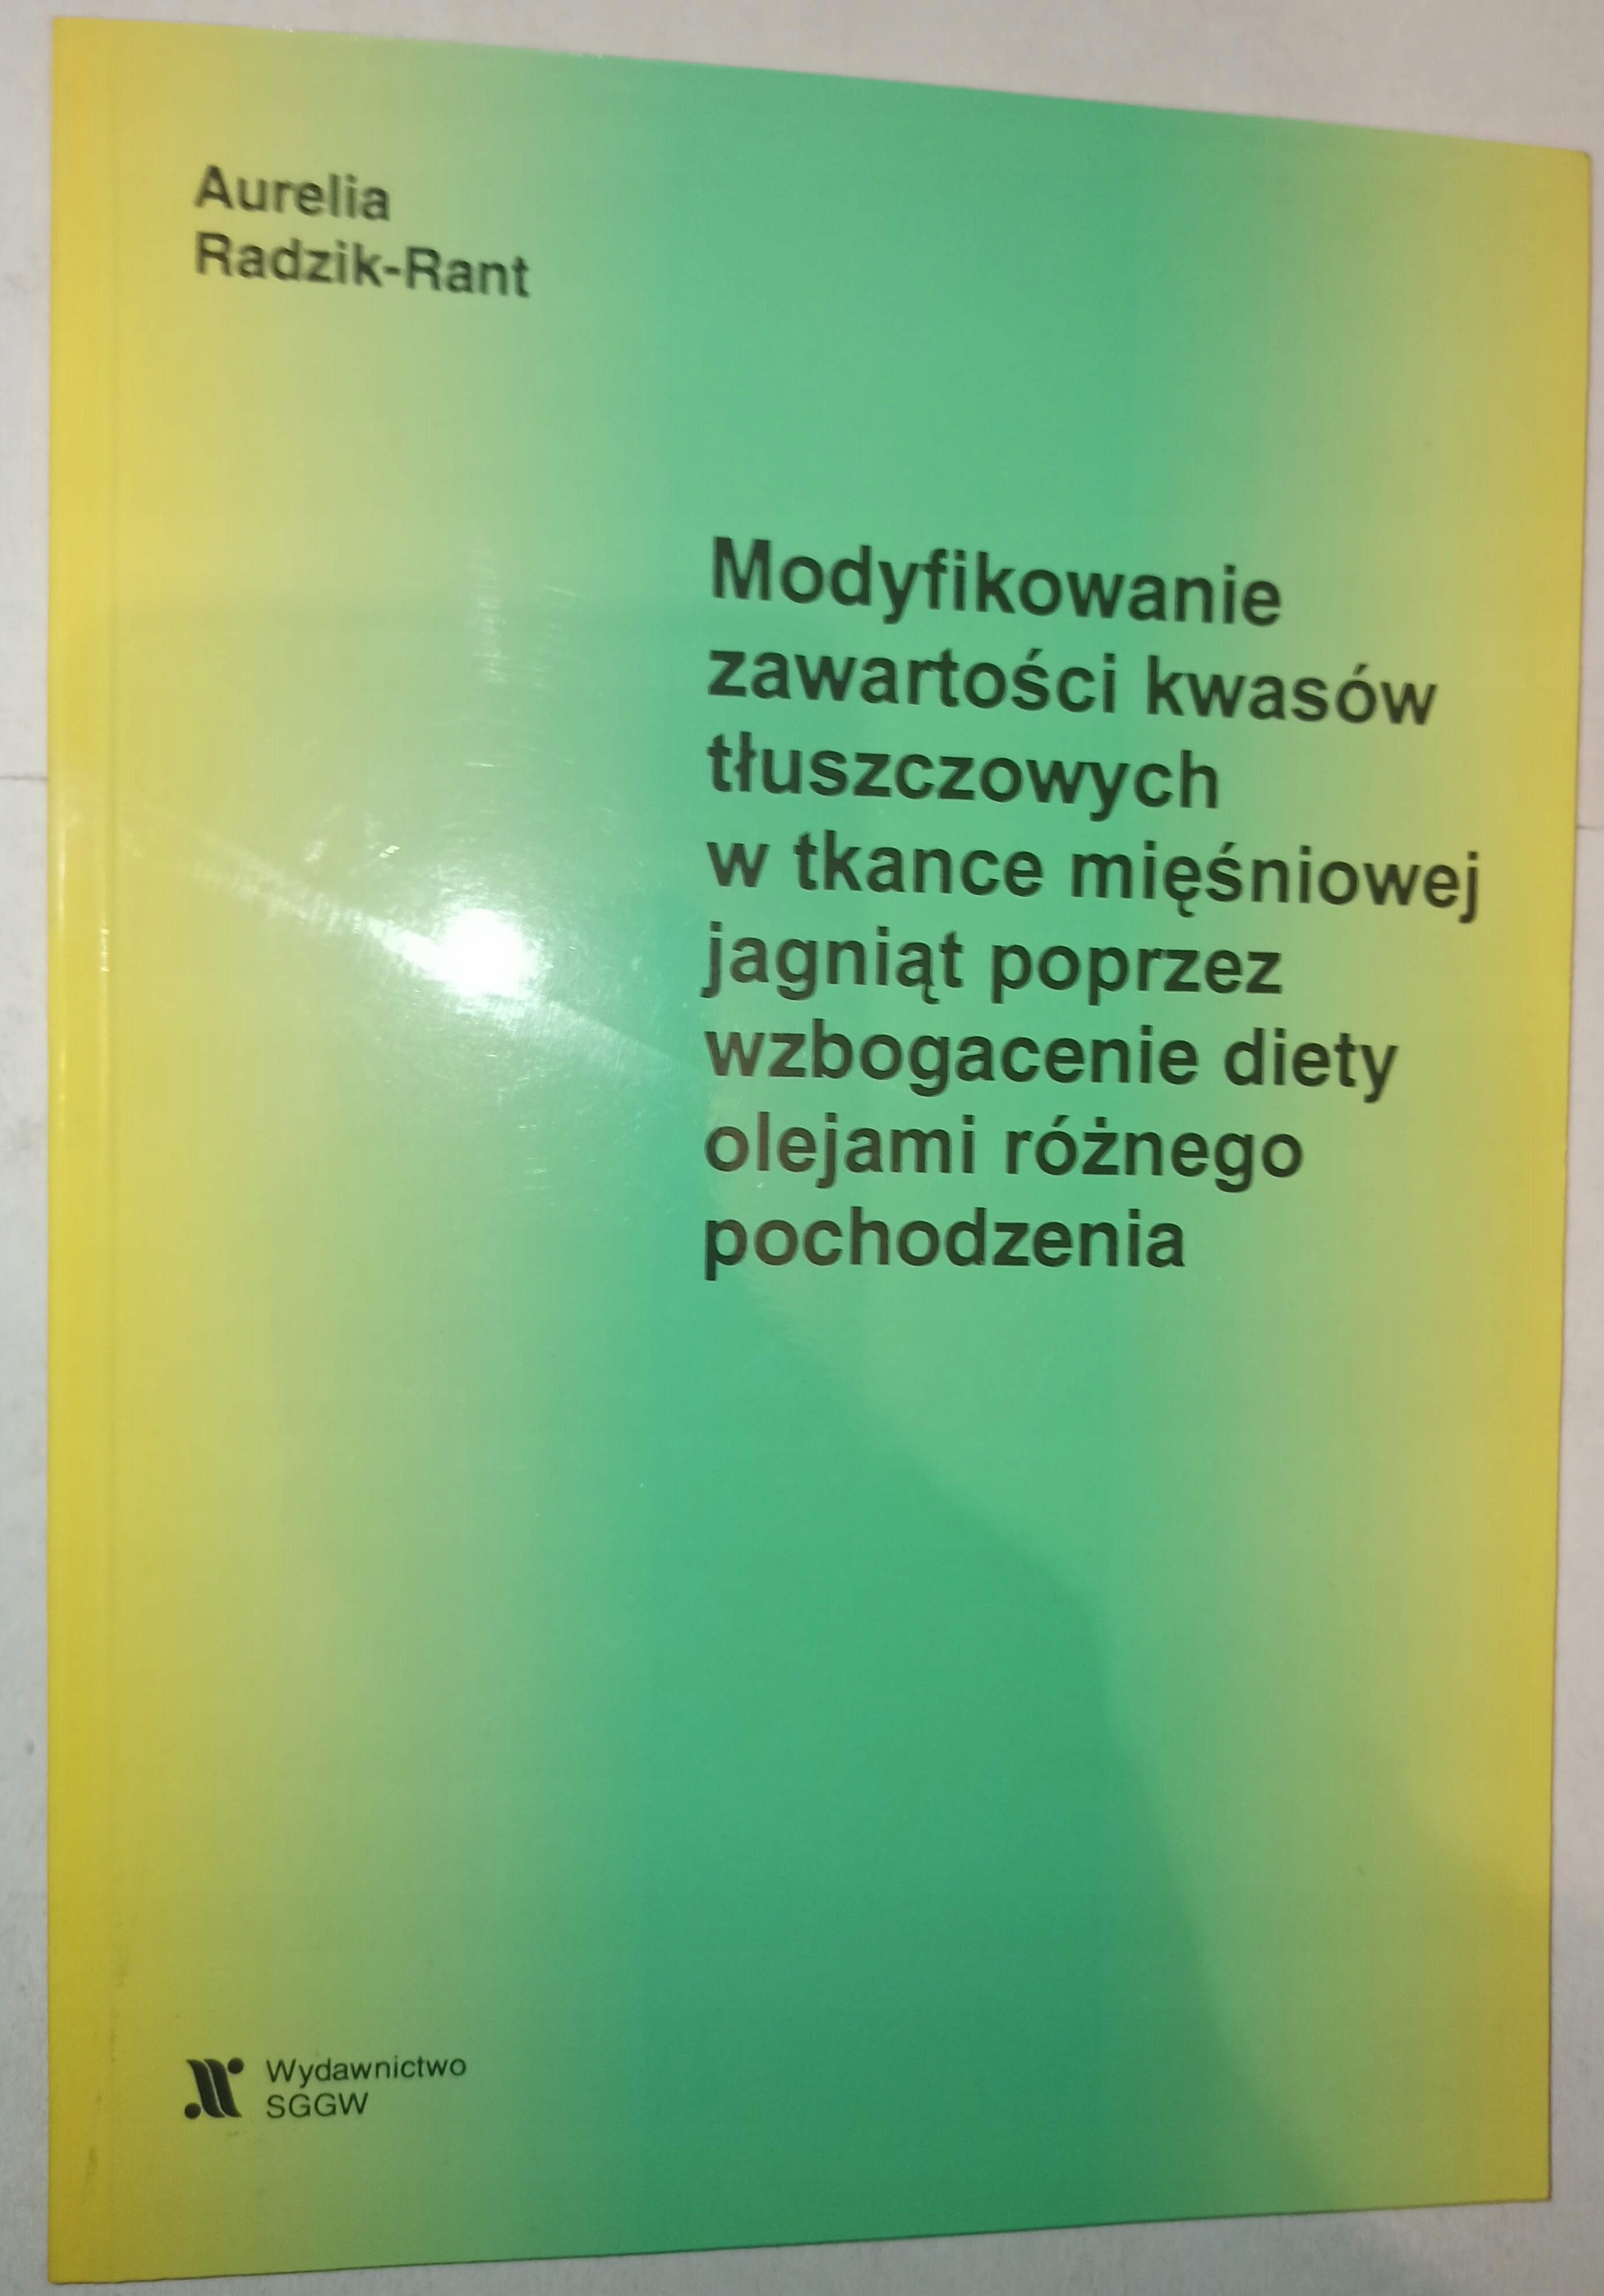 Aurelia
Radzik-Rant
Modyfikowanie
zawartości kwasów
tłuszczowych
w tkance mięśniowej
jagniąt poprzez
wzbogacenie diety
olejami różnego
pochodzenia
Wydawnictwo
SGGW